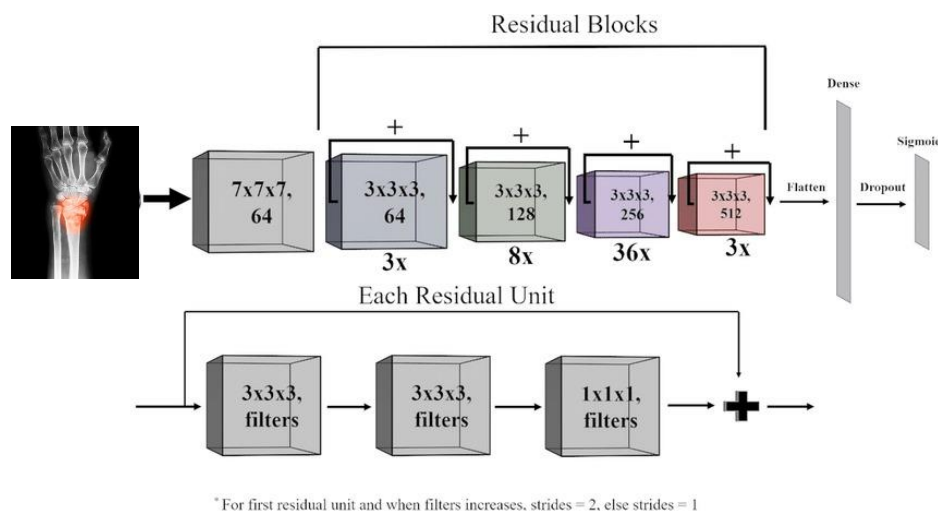 Residual Blocks
Dense
Sigmoid
+
+
+
+
7x7x7,
64
3x3x3,
64
3x3x3,
128
3x3x3,
256
3x3x3,
512
Flatten
Dropout
3x
8x
36x
3x
Each Residual Unit
3x3x3,
filters
3x3x3,
filters
1x1x1,
filters
+
* For first residual unit and when filters increases, strides = 2, else strides = 1